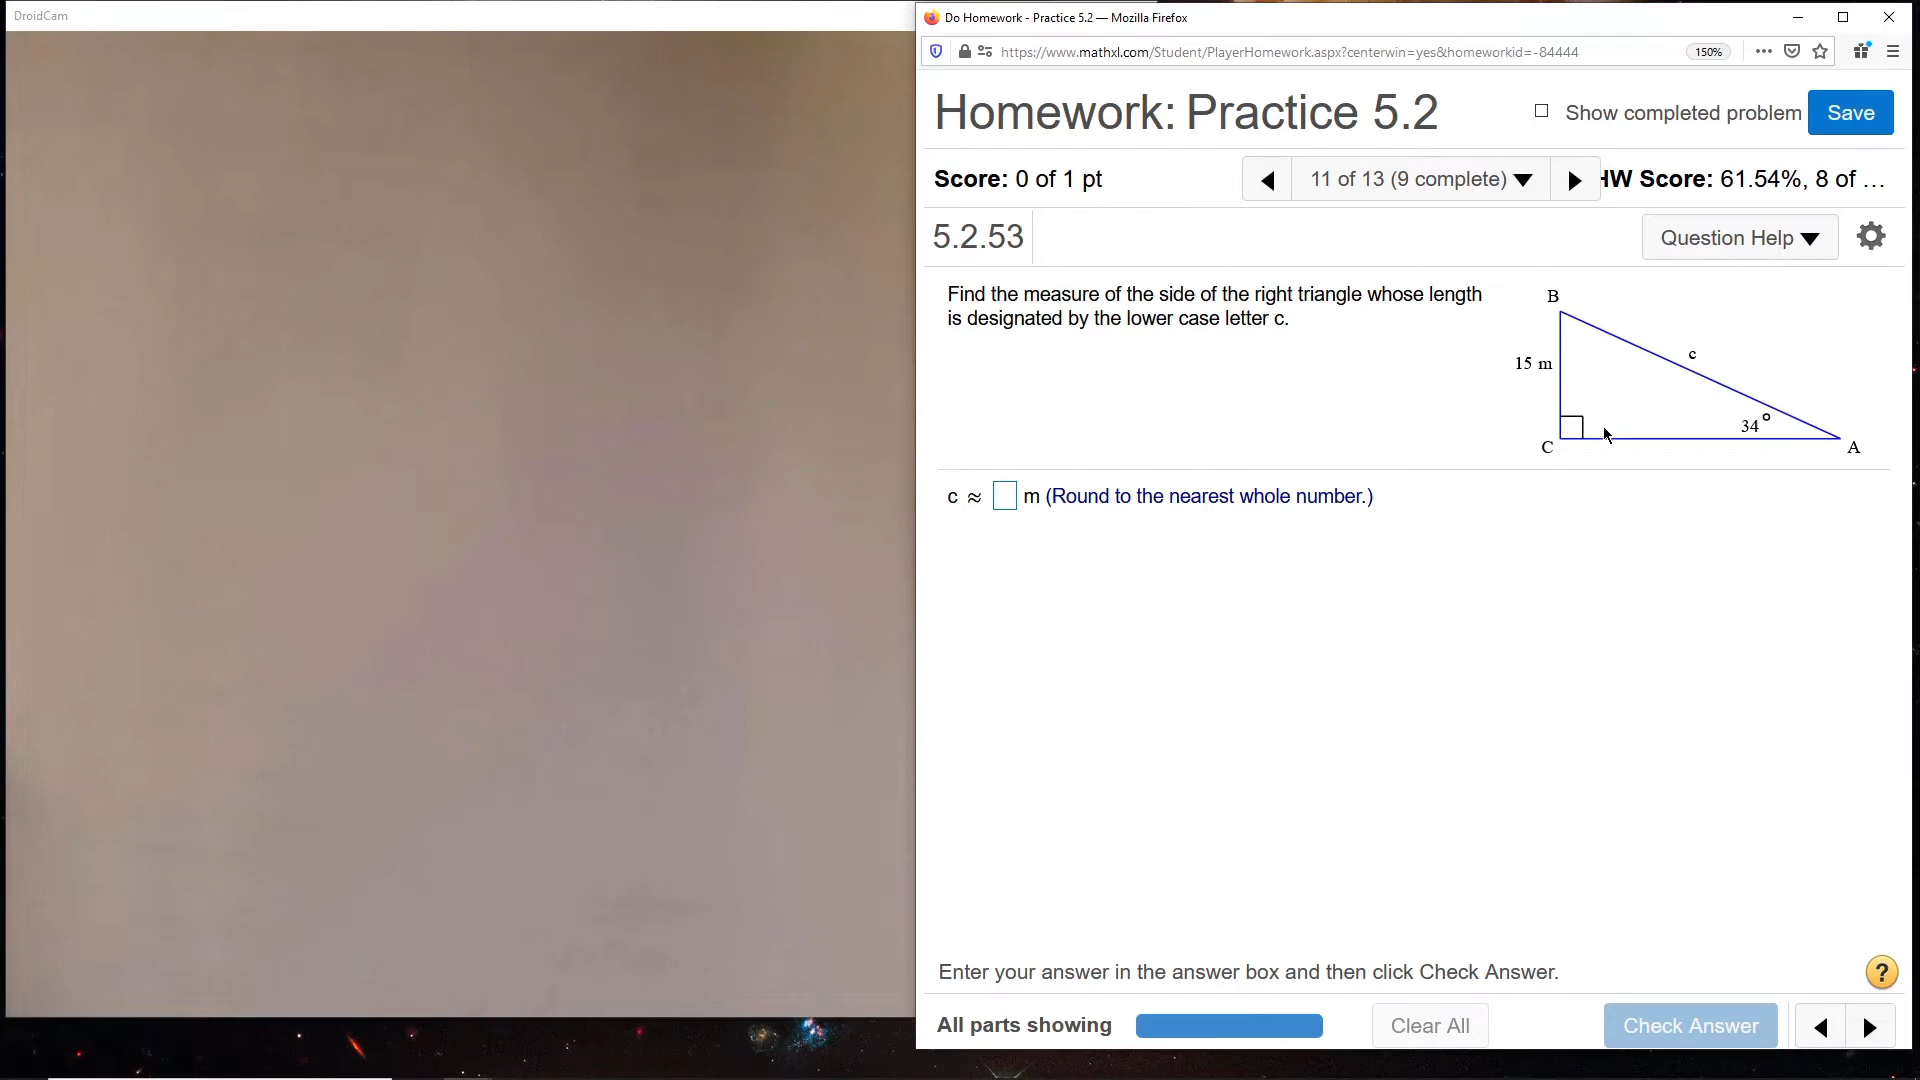 DroidCam
Do Homework - Practice 5.2 — Mozilla Firefox
https://www.mathxl.com/Student/PlayerHomework.aspx?centerwin=yes&homeworkid=-84444
150%
Homework: Practice 5.2
Show completed problem
Save
Score: 0 of 1 pt
11 of 13 (9 complete)
HW Score: 61.54%, 8 of …
5.2.53
Question Help
Find the measure of the side of the right triangle whose length
is designated by the lower case letter c.
B
c
15 m
34°
C
A
c ≈ m (Round to the nearest whole number.)
Enter your answer in the answer box and then click Check Answer.
?
All parts showing
Clear All
Check Answer